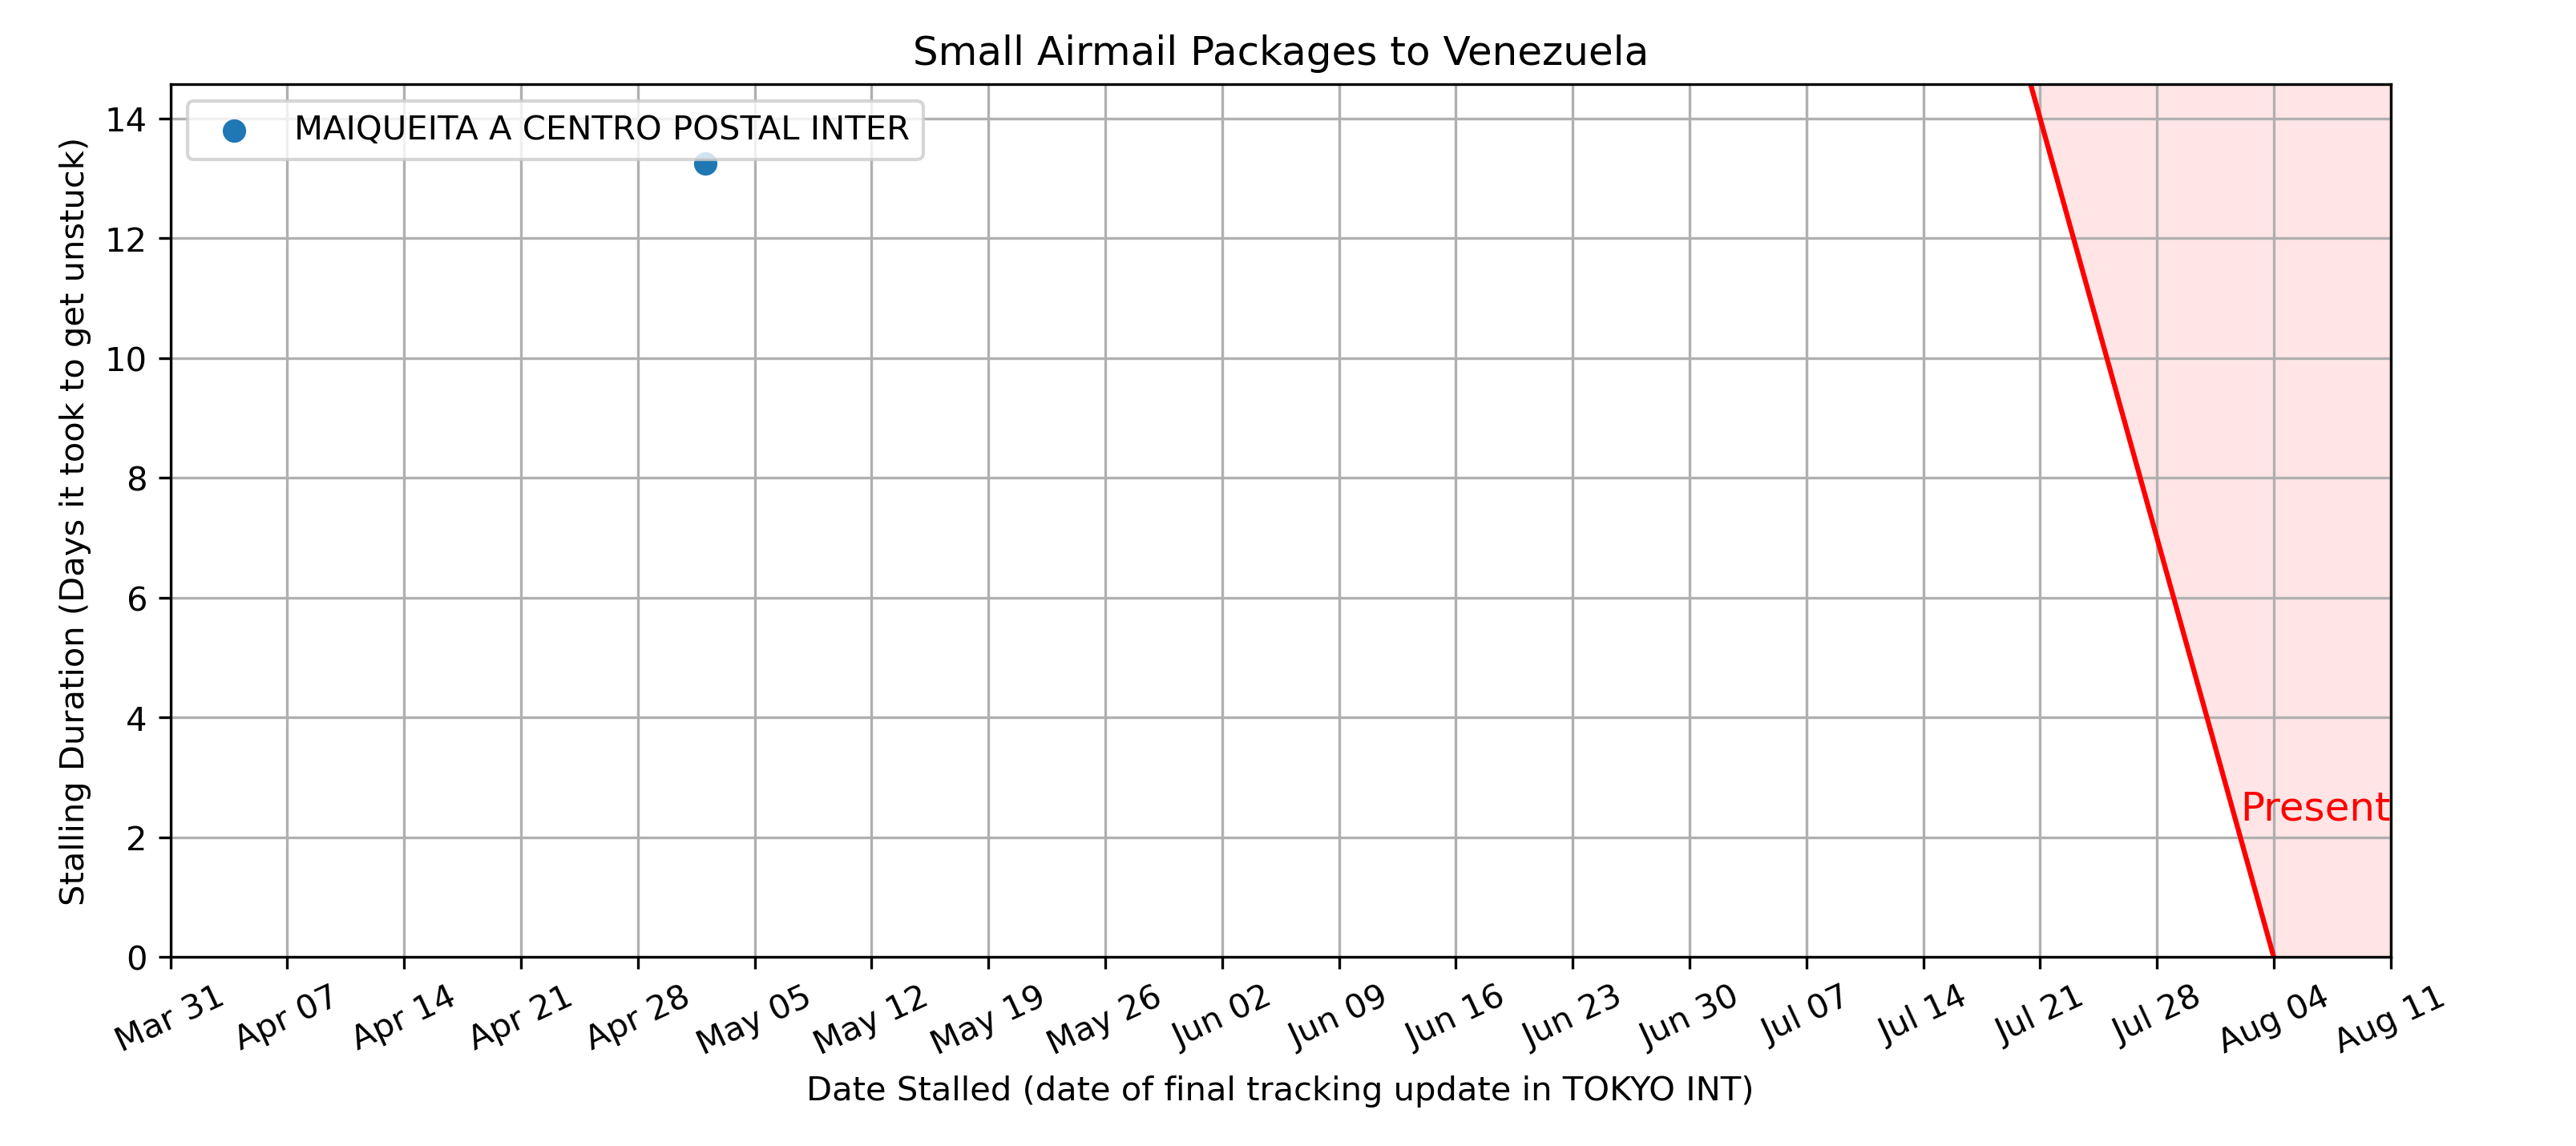 Small Airmail Packages to Venezuela
MAIQUEITA A CENTRO POSTAL INTER
Stalling Duration (Days it took to get unstuck)
14
12
10
8
6
4
2
0
Present
Mar 31 Apr 07 Apr 14 Apr 21 Apr 28 May 05 May 12 May 19 May 26 Jun 02 Jun 09 Jun 16 Jun 23 Jun 30 Jul 07 Jul 14 Jul 21 Jul 28 Aug 04 Aug 11
Date Stalled (date of final tracking update in TOKYO INT)